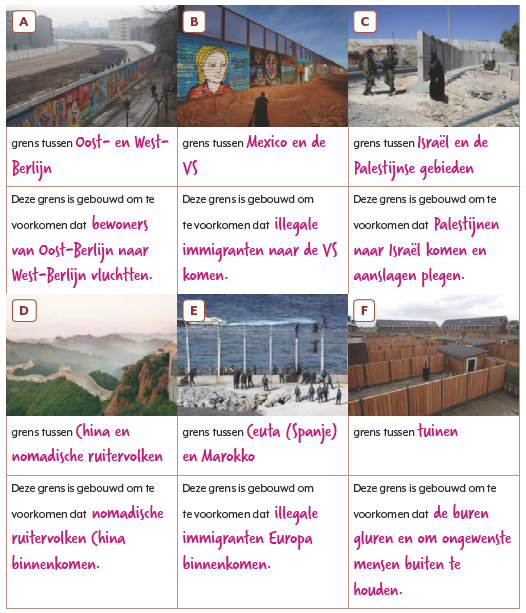 A
B
C
grens tussen Oost- en West-
Berlijn
grens tussen Mexico en de
VS
grens tussen Israël en de
Palestijnse gebieden
Deze grens is gebouwd om te
voorkomen dat bewoners
van Oost-Berlijn naar
West-Berlijn vluchtten.
Deze grens is gebouwd om
te voorkomen dat illegale
immigranten naar de VS
komen.
Deze grens is gebouwd om te
voorkomen dat Palestijnen
naar Israël komen en
aanslagen plegen.
D
E
F
grens tussen China en
nomadische ruitervolken
grens tussen Ceuta (Spanje)
en Marokko
grens tussen tuinen
Deze grens is gebouwd om te
voorkomen dat nomadische
ruitervolken China
binnenkomen.
Deze grens is gebouwd om
te voorkomen dat illegale
immigranten Europa
binnenkomen.
Deze grens is gebouwd om te
voorkomen dat de buren
gluren en om ongewenste
mensen buiten te
houden.